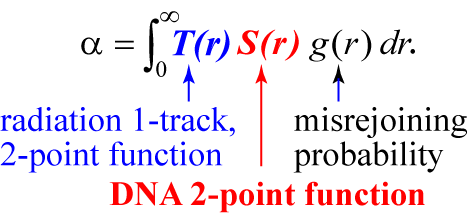 α = ∫₀^∞ T(r) S(r) g(r) dr.
radiation 1-track, misrejoining
2-point function probability
DNA 2-point function